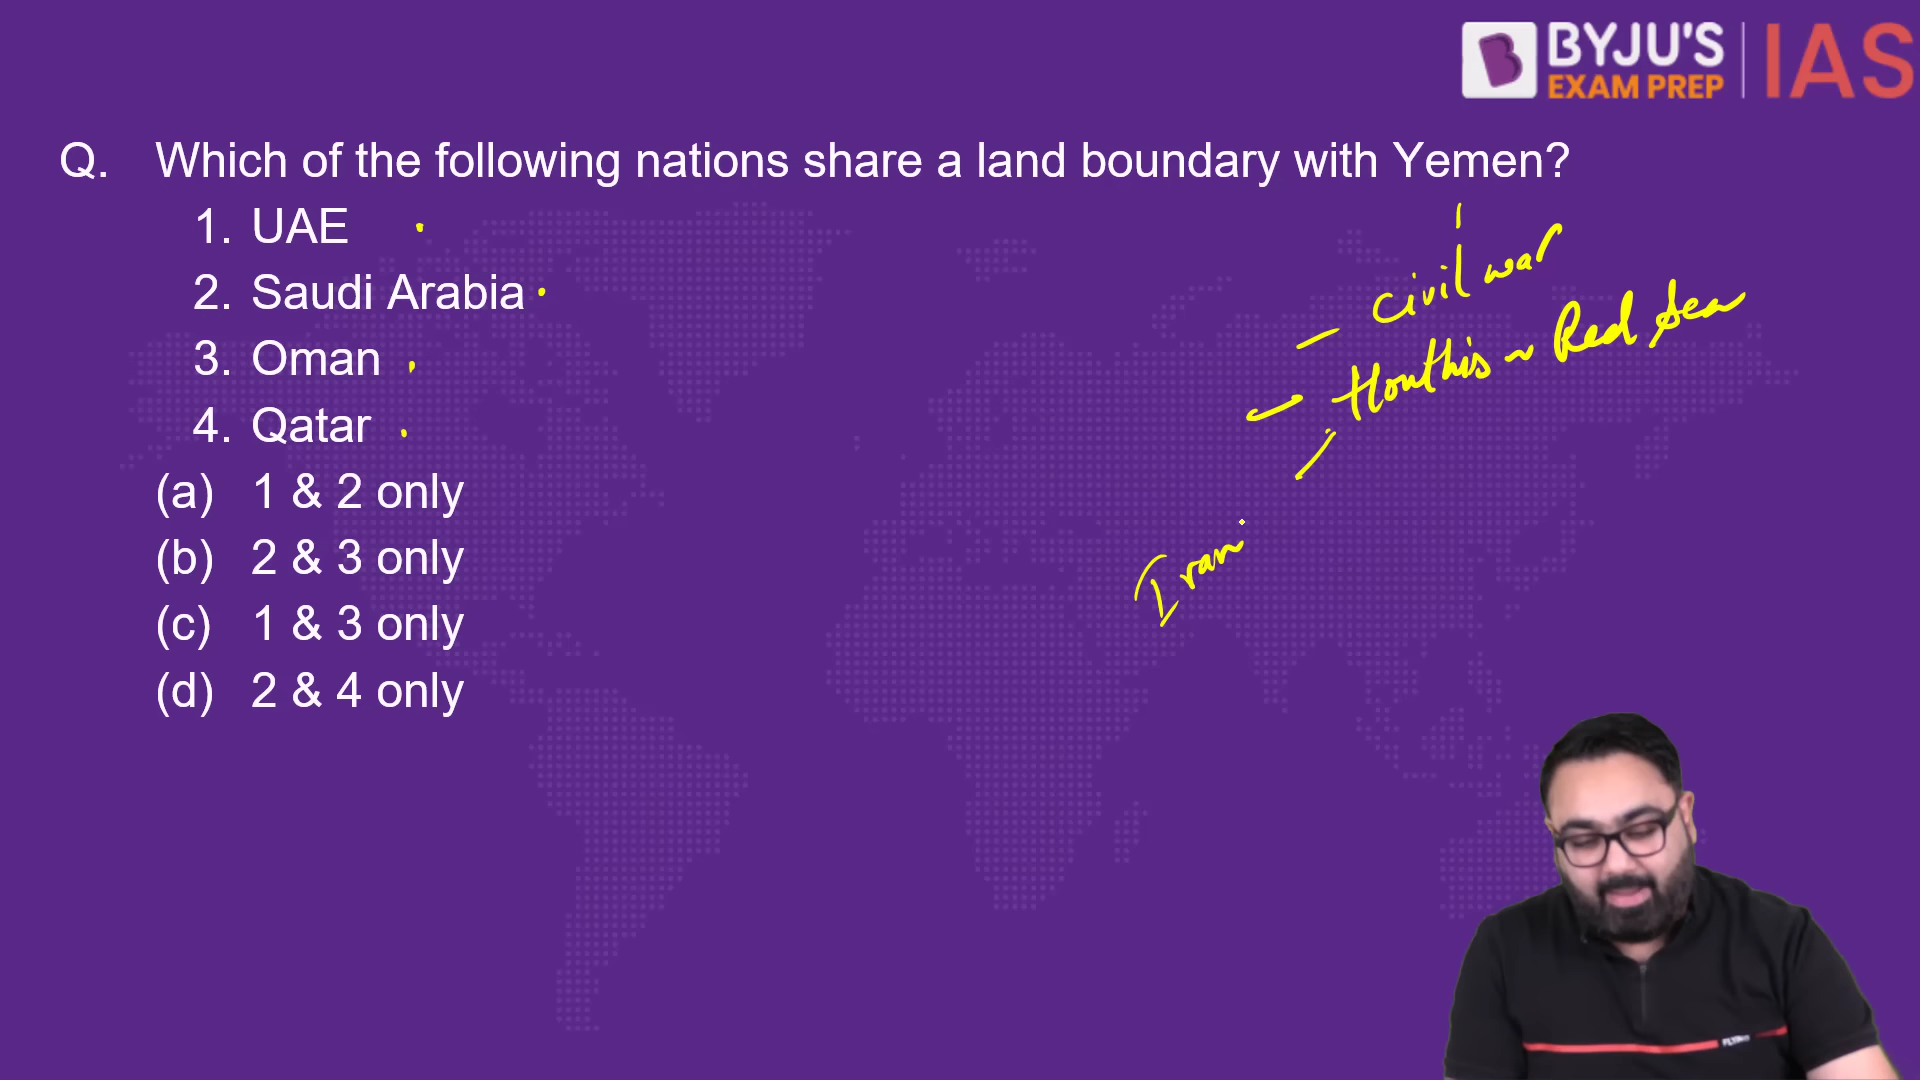 BYJU'S
EXAM PREP
IAS
Q. Which of the following nations share a land boundary with Yemen?
1. UAE
2. Saudi Arabia
3. Oman
4. Qatar
(a) 1 & 2 only
(b) 2 & 3 only
(c) 1 & 3 only
(d) 2 & 4 only
Civil war
Houthis ~ Red Sea
Iran